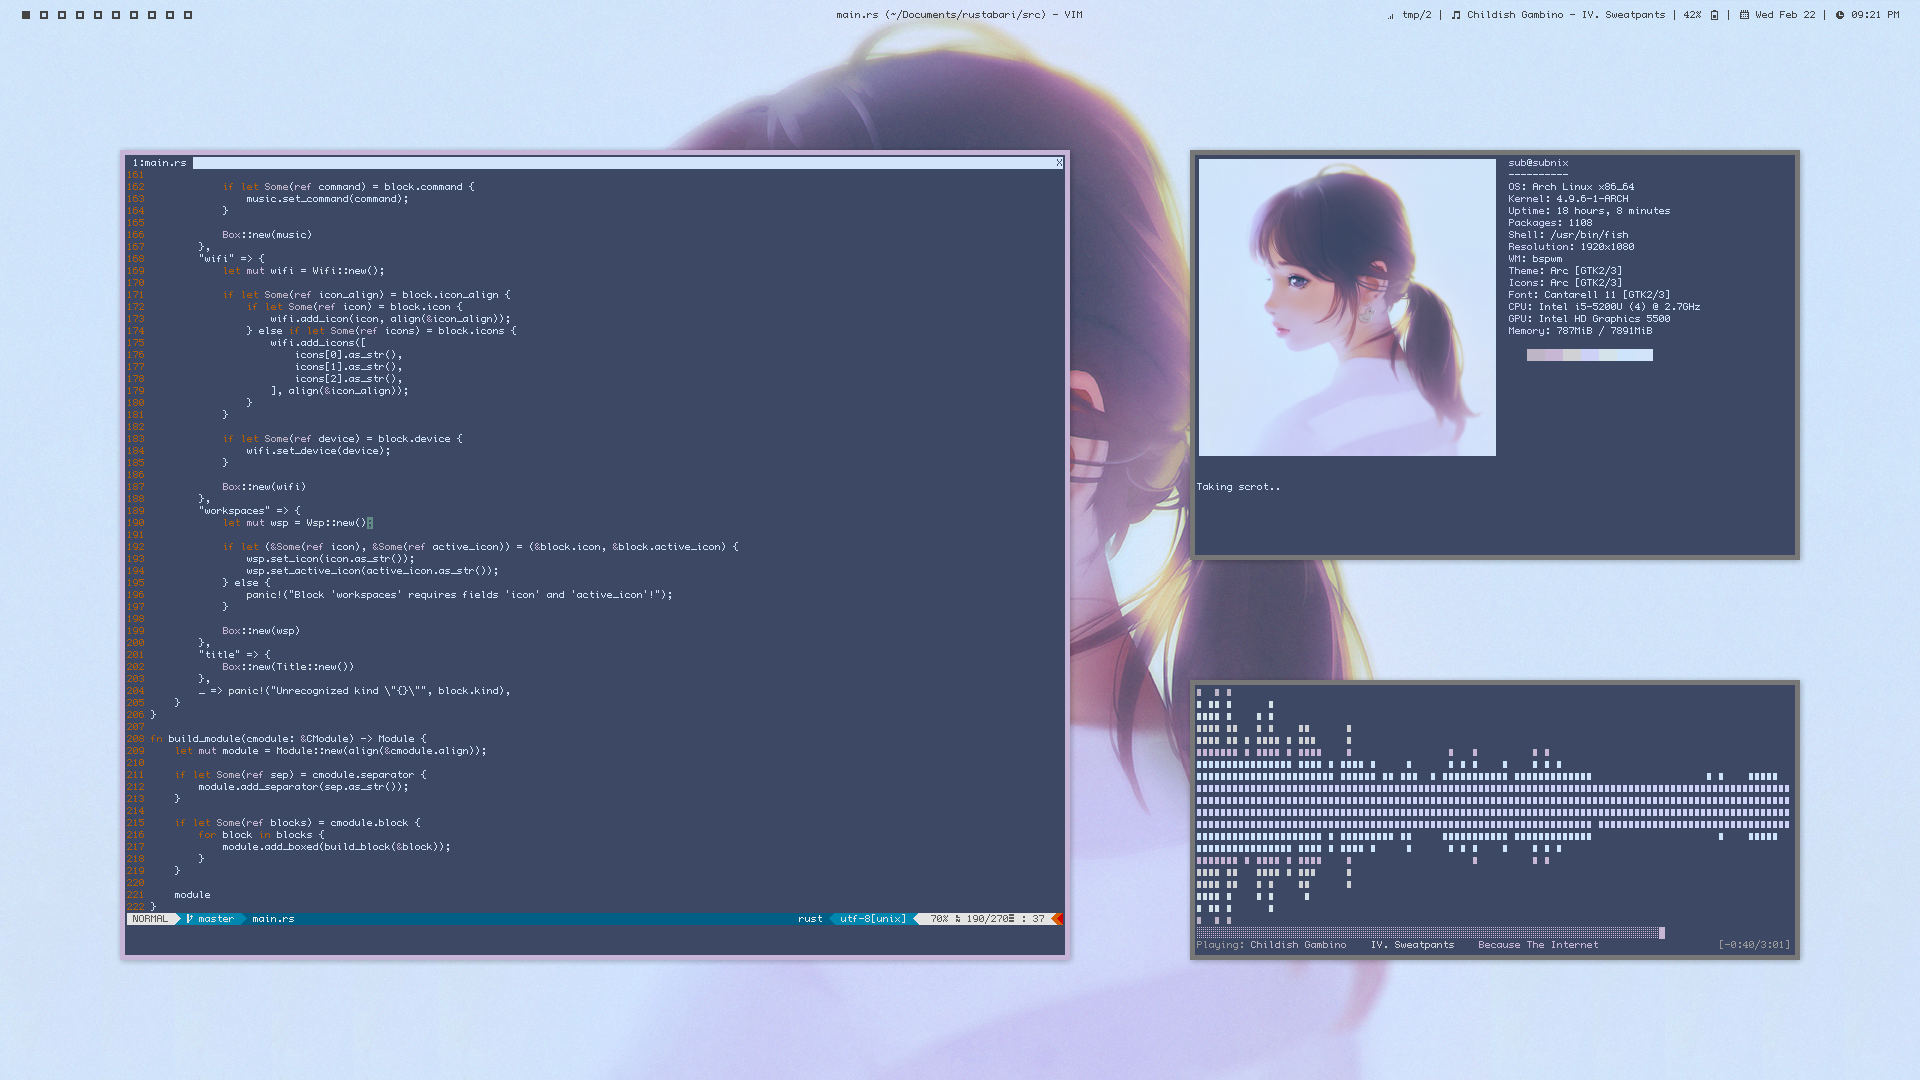 main.rs (~/Documents/rustabari/src) - VIM
tmp/2 | Childish Gambino - IV. Sweatpants | 42% | Wed Feb 22 | 09:21 PM
1:main.rs X
161
162 if let Some(ref command) = block.command {
163 music.set_command(command);
164 }
165
166 Box::new(music)
167 },
168 "wifi" => {
169 let mut wifi = Wifi::new();
170
171 if let Some(ref icon_align) = block.icon_align {
172 if let Some(ref icon) = block.icon {
173 wifi.add_icon(icon, align(&icon_align));
174 } else if let Some(ref icons) = block.icons {
175 wifi.add_icons([
176 icons[0].as_str(),
177 icons[1].as_str(),
178 icons[2].as_str(),
179 ], align(&icon_align));
180 }
181 }
182
183 if let Some(ref device) = block.device {
184 wifi.set_device(device);
185 }
186
187 Box::new(wifi)
188 },
189 "workspaces" => {
190 let mut wsp = Wsp::new();
191
192 if let (&Some(ref icon), &Some(ref active_icon)) = (&block.icon, &block.active_icon) {
193 wsp.set_icon(icon.as_str());
194 wsp.set_active_icon(active_icon.as_str());
195 } else {
196 panic!("Block 'workspaces' requires fields 'icon' and 'active_icon'!");
197 }
198
199 Box::new(wsp)
200 },
201 "title" => {
202 Box::new(Title::new())
203 },
204 _ => panic!("Unrecognized kind \"{}\"", block.kind),
205 }
206 }
207
208 fn build_module(cmodule: &CModule) -> Module {
209 let mut module = Module::new(align(&cmodule.align));
210
211 if let Some(ref sep) = cmodule.separator {
212 module.add_separator(sep.as_str());
213 }
214
215 if let Some(ref blocks) = cmodule.block {
216 for block in blocks {
217 module.add_boxed(build_block(&block));
218 }
219 }
220
221 module
222 }
NORMAL master main.rs rust utf-8[unix] 70% 190/270 : 37
sub@subnix
----------
OS: Arch Linux x86_64
Kernel: 4.9.6-1-ARCH
Uptime: 18 hours, 8 minutes
Packages: 1108
Shell: /usr/bin/fish
Resolution: 1920x1080
WM: bspwm
Theme: Arc [GTK2/3]
Icons: Arc [GTK2/3]
Font: Cantarell 11 [GTK2/3]
CPU: Intel i5-5200U (4) @ 2.7GHz
GPU: Intel HD Graphics 5500
Memory: 787MiB / 7891MiB
Taking scrot..
Playing: Childish Gambino IV. Sweatpants Because The Internet [-0:40/3:01]